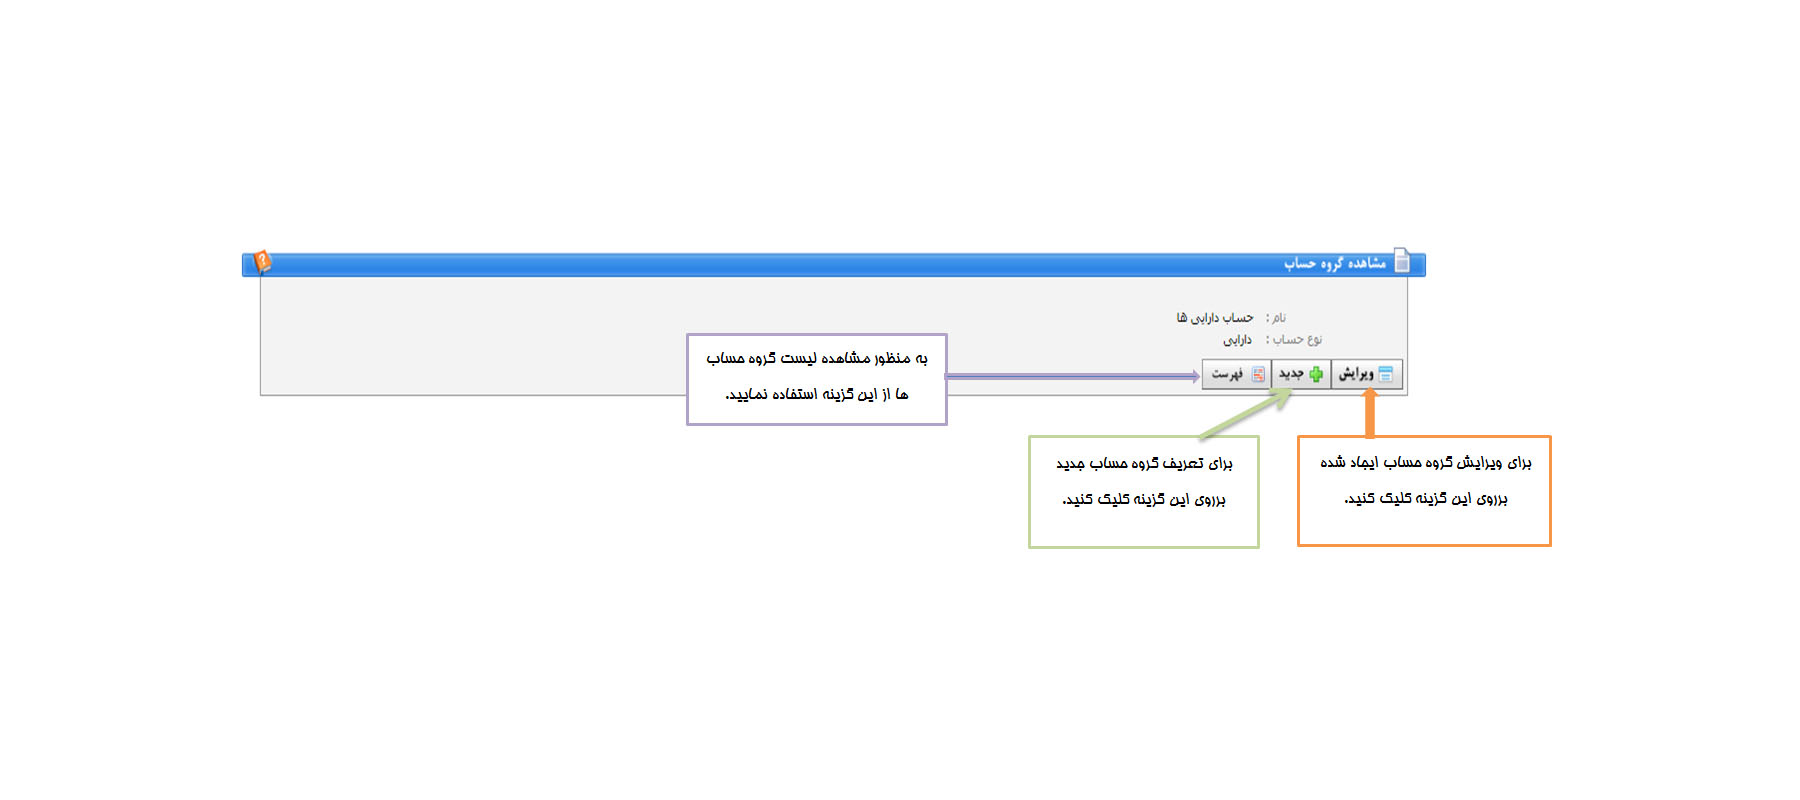 مشاهده گروه حساب
نام : حساب دارایی ها
نوع حساب : دارایی
ویرایش جدید فهرست
به منظور مشاهده لیست گروه حساب
ها از این گزینه استفاده نمایید.
برای ویرایش گروه حساب ایجاد شده
برروی این گزینه کلیک کنید.
برای تعریف گروه حساب جدید
برروی این گزینه کلیک کنید.